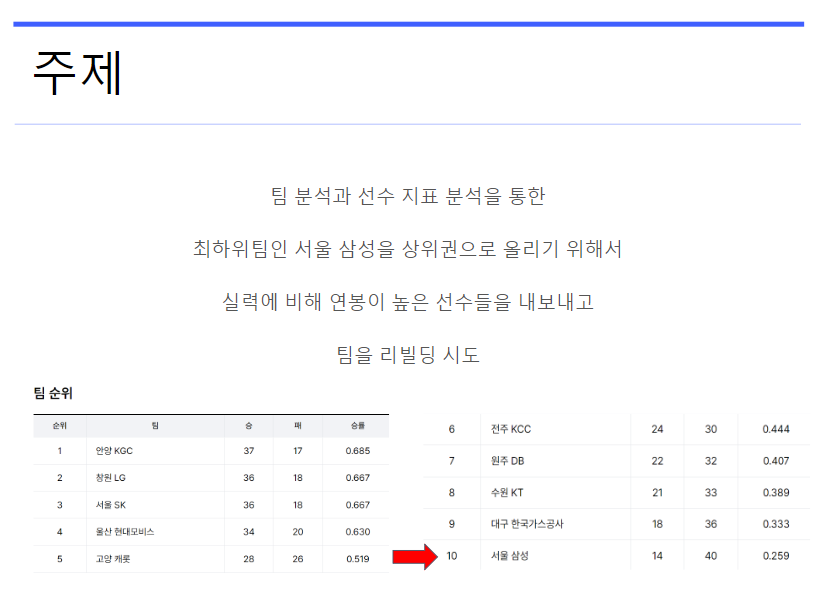 주제
팀 분석과 선수 지표 분석을 통한
최하위팀인 서울 삼성을 상위권으로 올리기 위해서
실력에 비해 연봉이 높은 선수들을 내보내고
팀을 리빌딩 시도
팀 순위
순위 팀 승 패 승률
1 안양 KGC 37 17 0.685
2 창원 LG 36 18 0.667
3 서울 SK 36 18 0.667
4 울산 현대모비스 34 20 0.630
5 고양 캐롯 28 26 0.519
6 전주 KCC 24 30 0.444
7 원주 DB 22 32 0.407
8 수원 KT 21 33 0.389
9 대구 한국가스공사 18 36 0.333
10 서울 삼성 14 40 0.259